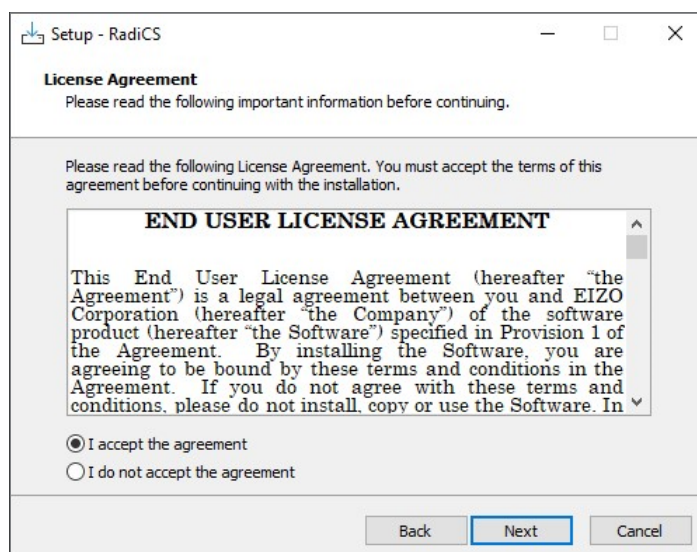 Setup - RadiCS
License Agreement
Please read the following important information before continuing.
Please read the following License Agreement. You must accept the terms of this
agreement before continuing with the installation.
END USER LICENSE AGREEMENT
This End User License Agreement (hereafter “the
Agreement”) is a legal agreement between you and EIZO
Corporation (hereafter “the Company”) of the software
product (hereafter “the Software”) specified in Provision 1 of
the Agreement. By installing the Software, you are
agreeing to be bound by these terms and conditions in the
Agreement. If you do not agree with these terms and
conditions, please do not install, copy or use the Software. In
I accept the agreement
I do not accept the agreement
Back Next Cancel